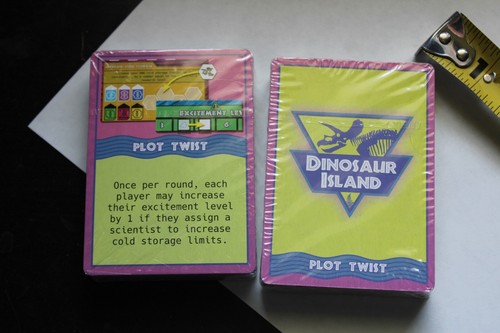 EXCITEMENT LE
PLOT TWIST
Once per round, each
player may increase
their excitement level
by 1 if they assign a
scientist to increase
cold storage limits.
DINOSAUR
ISLAND
PLOT TWIST
1